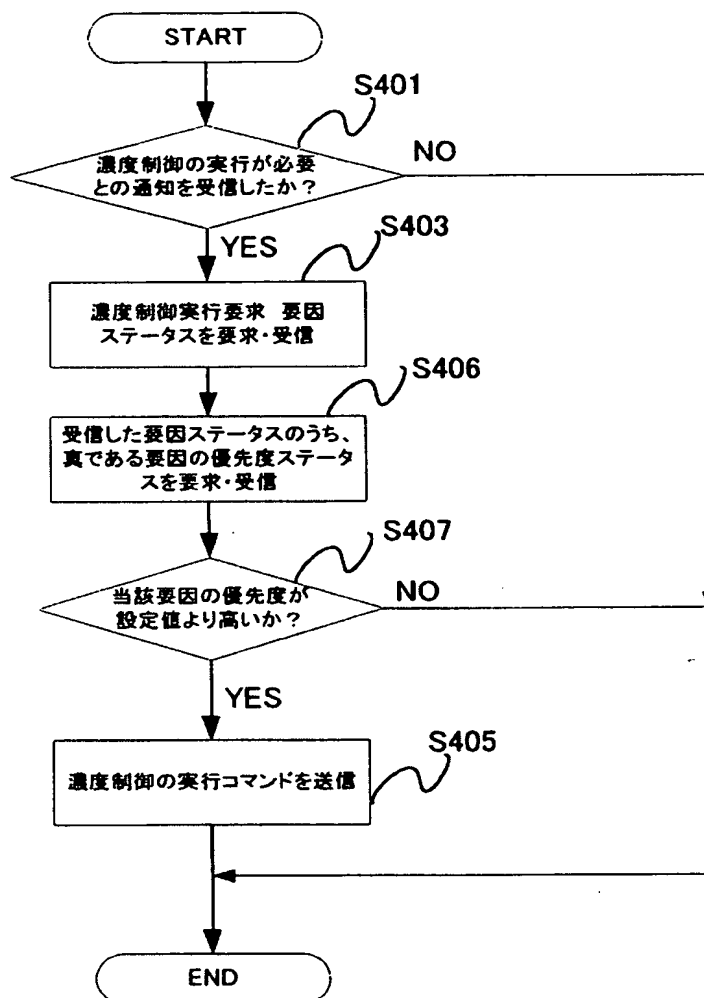 START
S401
濃度制御の実行が必要
との通知を受信したか？
NO
YES
S403
濃度制御実行要求 要因
ステータスを要求・受信
S406
受信した要因ステータスのうち、
真である要因の優先度ステータ
スを要求・受信
S407
当該要因の優先度が
設定値より高いか？
NO
YES
S405
濃度制御の実行コマンドを送信
END